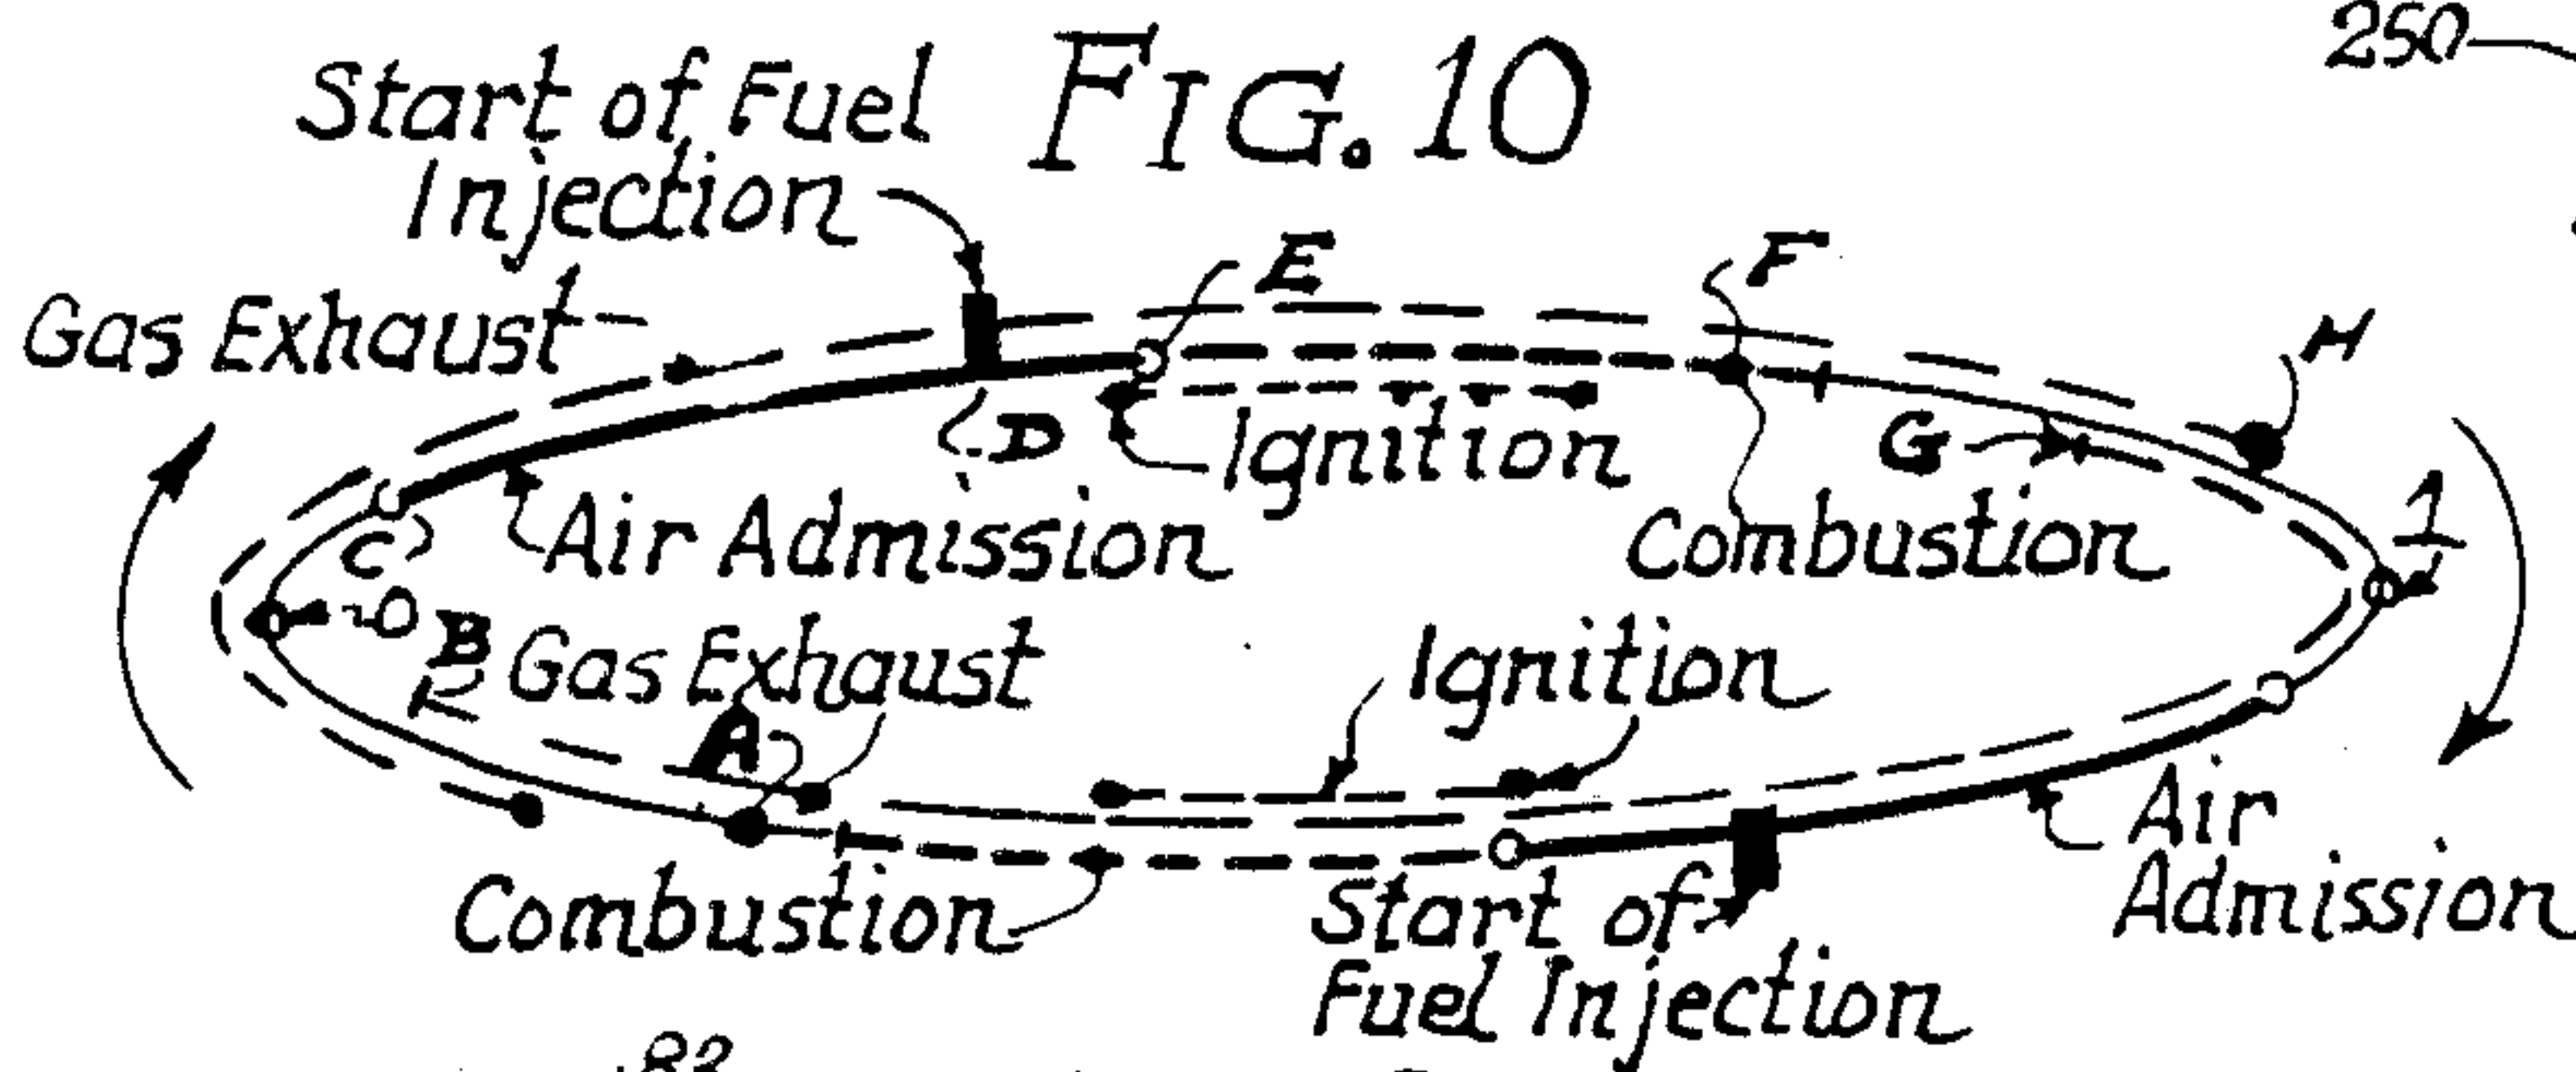 Start of Fuel
Injection
FIG. 10
250
Gas Exhaust
E
F
H
D
Ignition
G
1
C
Air Admission
Combustion
O
B
Gas Exhaust
Ignition
A
Air
Admission
Combustion
Start of
Fuel Injection
82